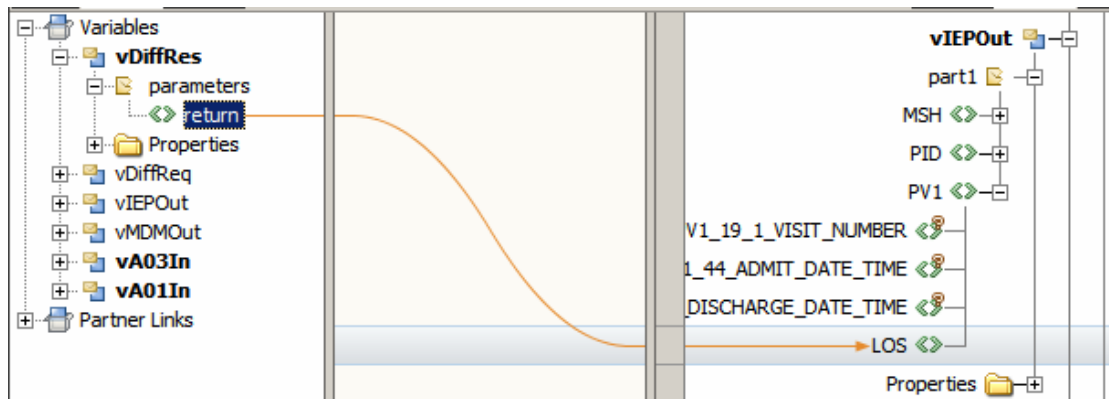 Variables
vDiffRes
parameters
return
Properties
vDiffReq
vIEPOut
vMDMOut
vA03In
vA01In
Partner Links
vIEPOut
part1
MSH
PID
PV1
V1_19_1_VISIT_NUMBER
1_44_ADMIT_DATE_TIME
_DISCHARGE_DATE_TIME
LOS
Properties